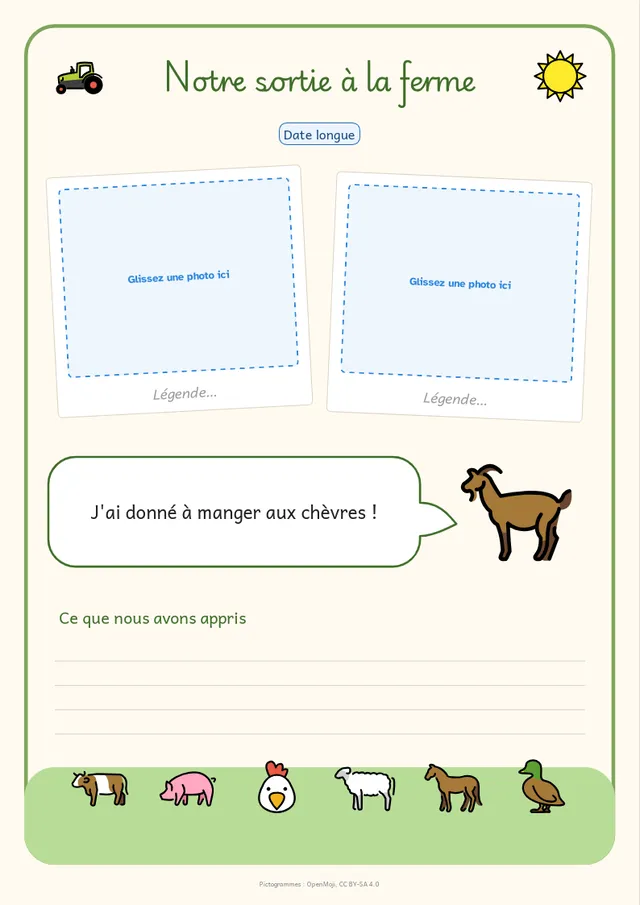 Notre sortie à la ferme
Date longue
Glissez une photo ici
Glissez une photo ici
Légende...
Légende...
J'ai donné à manger aux chèvres !
Ce que nous avons appris
Pictogrammes : OpenMoji, CC BY-SA 4.0